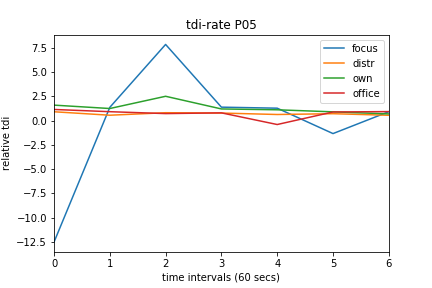 tdi-rate P05
relative tdi
7.5
5.0
2.5
0.0
−2.5
−5.0
−7.5
−10.0
−12.5
focus
distr
own
office
0 1 2 3 4 5 6
time intervals (60 secs)